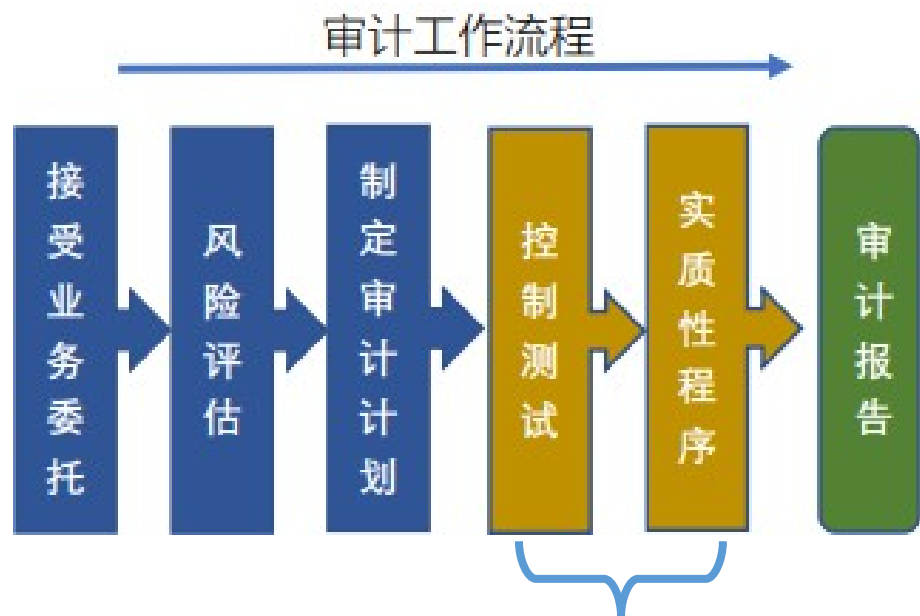 审计工作流程
接受业务委托
风险评估
制定审计计划
控制测试
实质性程序
审计报告